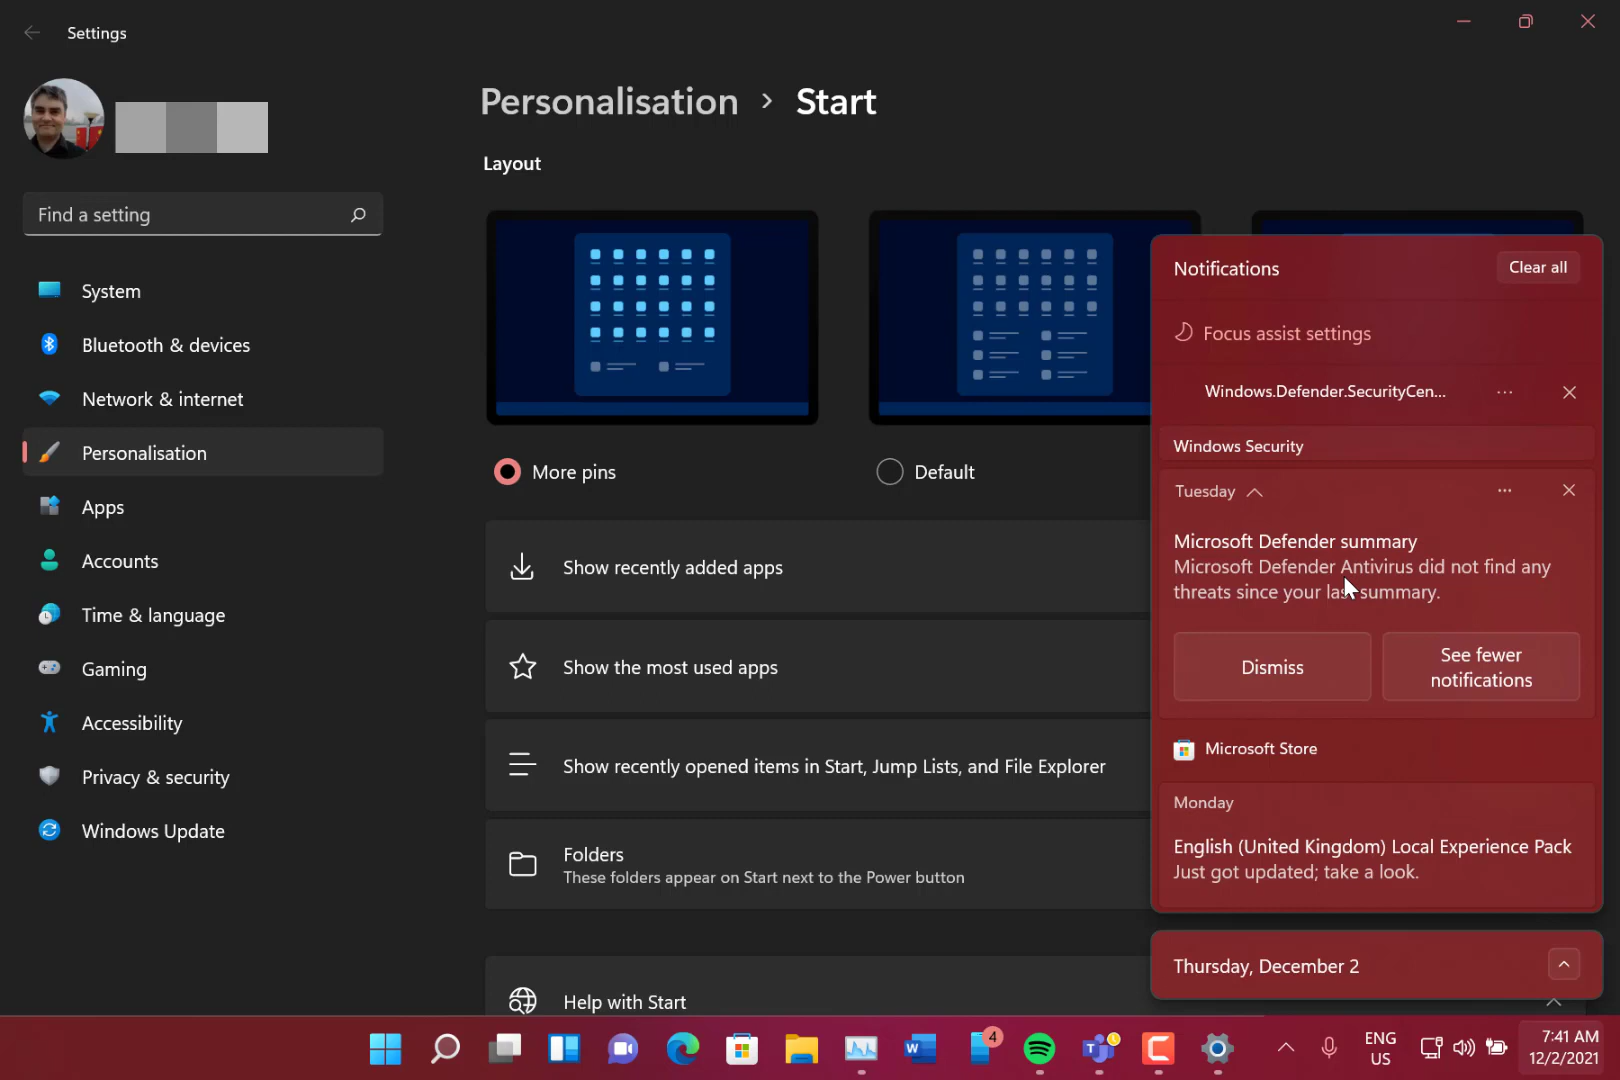 Settings
Find a setting
System
Bluetooth & devices
Network & internet
Personalisation
Apps
Accounts
Time & language
Gaming
Accessibility
Privacy & security
Windows Update
Personalisation > Start
Layout
More pins
Default
Show recently added apps
Show the most used apps
Show recently opened items in Start, Jump Lists, and File Explorer
Folders
These folders appear on Start next to the Power button
Help with Start
Notifications
Clear all
Focus assist settings
Windows.Defender.SecurityCen...
Windows Security
Tuesday
Microsoft Defender summary
Microsoft Defender Antivirus did not find any
threats since your last summary.
Dismiss
See fewer
notifications
Microsoft Store
Monday
English (United Kingdom) Local Experience Pack
Just got updated; take a look.
Thursday, December 2
W
4
ENG
US
7:41 AM
12/2/2021